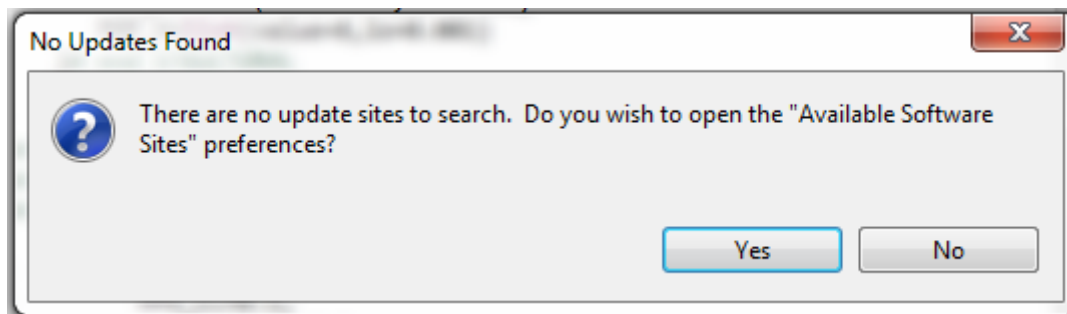 No Updates Found
There are no update sites to search.  Do you wish to open the "Available Software
Sites" preferences?
Yes
No